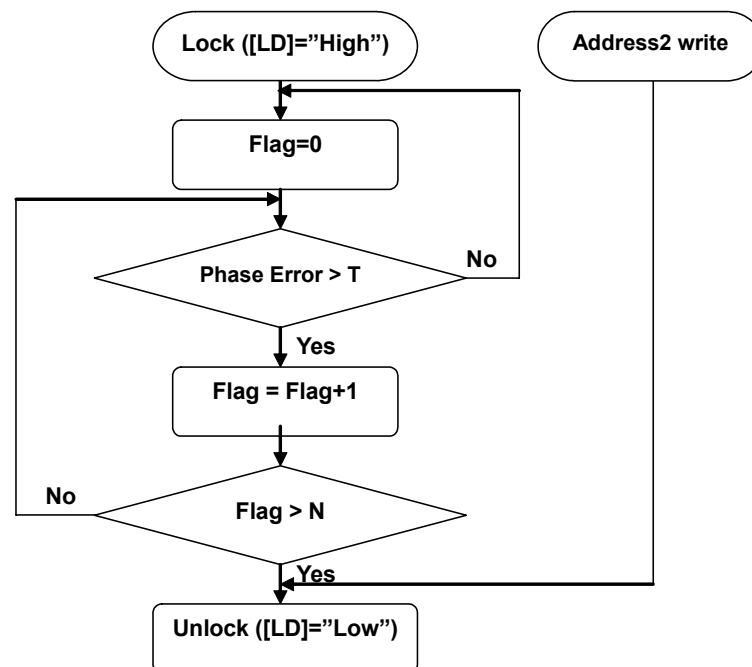 Lock ([LD]=”High”)
Address2 write
Flag=0
Phase Error > T
No
Yes
Flag = Flag+1
No
Flag > N
Yes
Unlock ([LD]=”Low”)